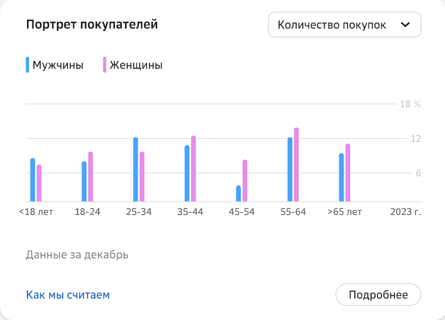 Портрет покупателей
Количество покупок
Мужчины Женщины
18 %
12
6
<18 лет 18-24 25-34 35-44 45-54 55-64 >65 лет 2023 г.
Данные за декабрь
Как мы считаем
Подробнее